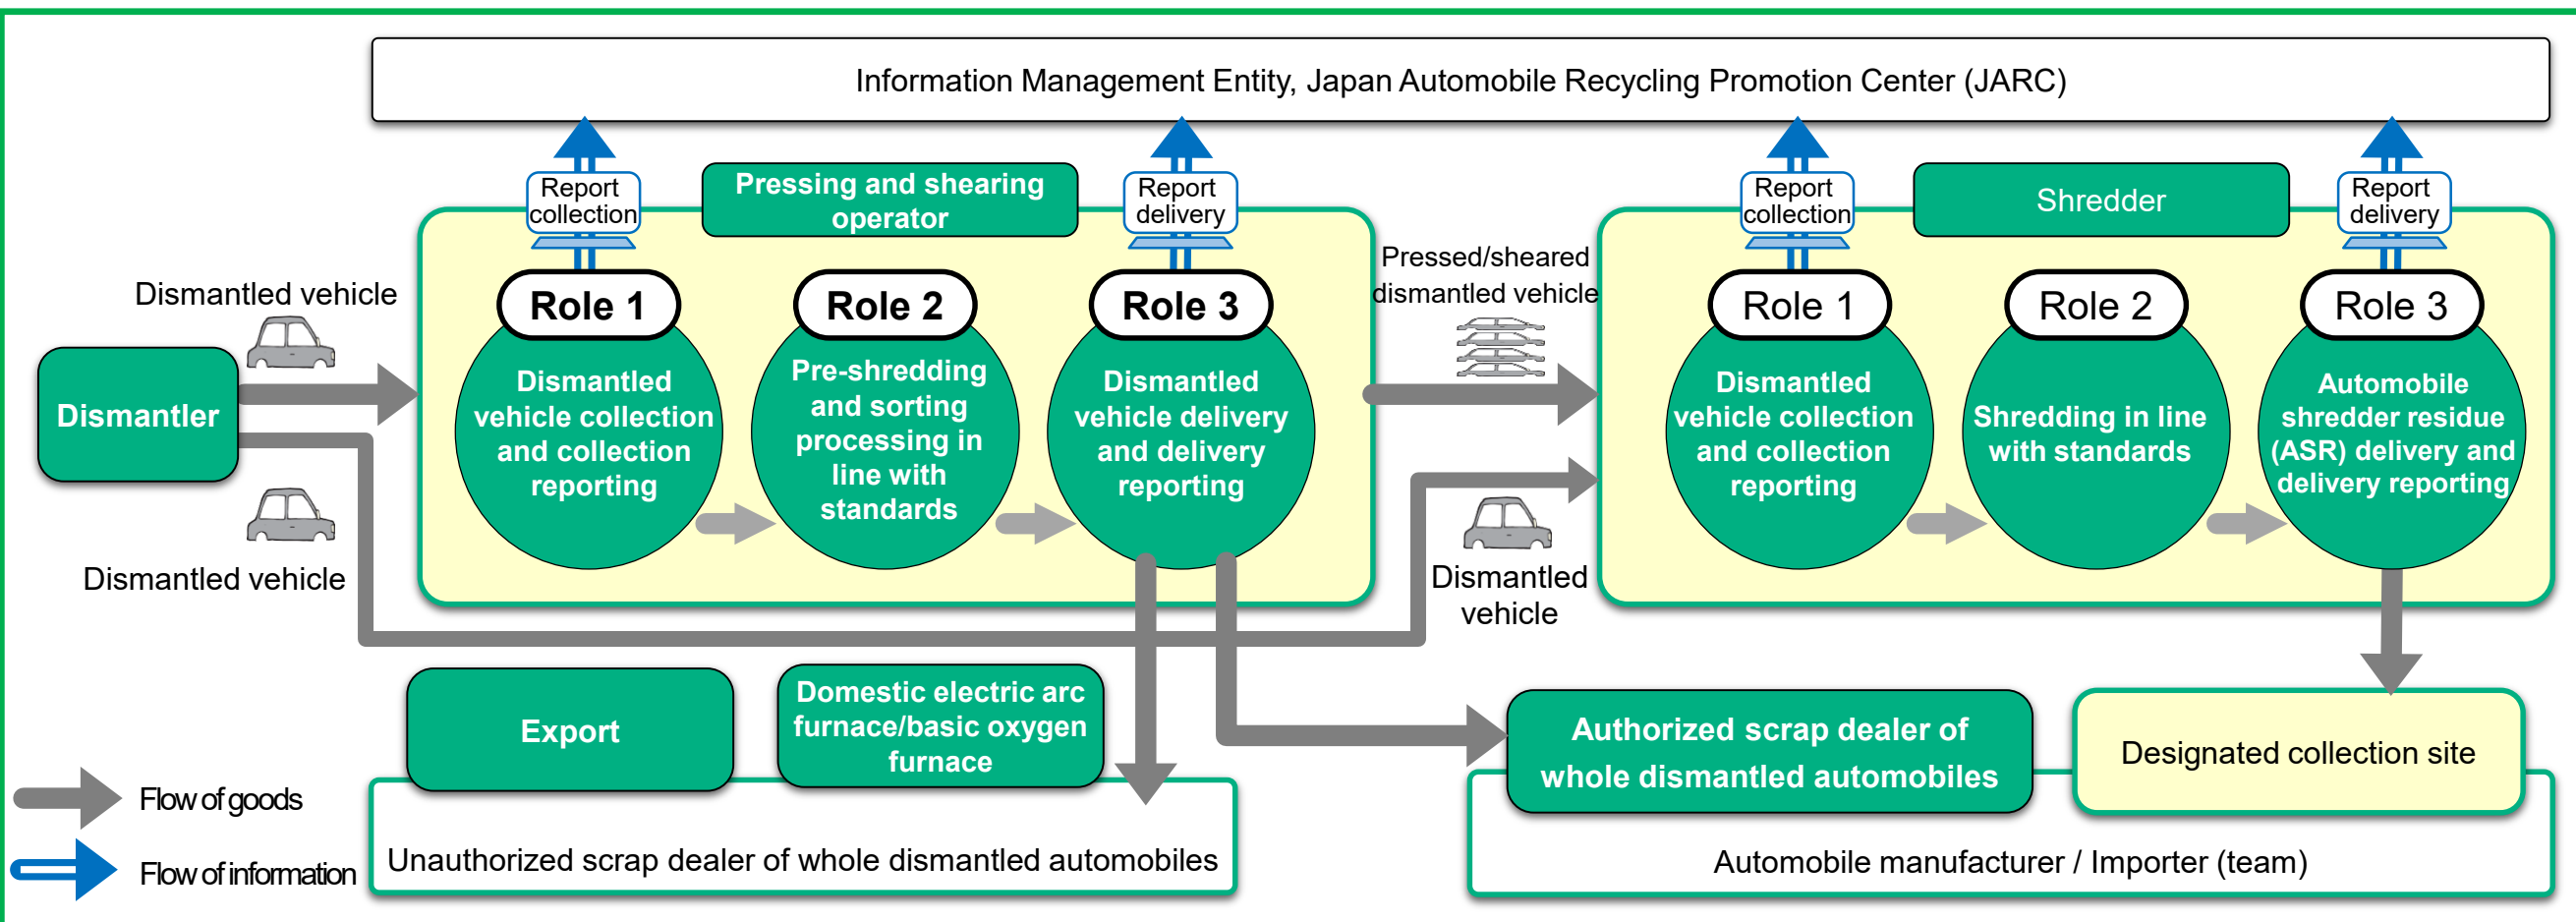 Information Management Entity, Japan Automobile Recycling Promotion Center (JARC)
Report
collection
Pressing and shearing
operator
Report
delivery
Report
collection
Shredder
Report
delivery
Dismantled vehicle
Dismantler
Dismantled vehicle
Role 1
Dismantled
vehicle collection
and collection
reporting
Role 2
Pre-shredding
and sorting
processing in
line with
standards
Role 3
Dismantled
vehicle delivery
and delivery
reporting
Pressed/sheared
dismantled vehicle
Dismantled
vehicle
Role 1
Dismantled
vehicle collection
and collection
reporting
Role 2
Shredding in line
with standards
Role 3
Automobile
shredder residue
(ASR) delivery and
delivery reporting
Export
Domestic electric arc
furnace/basic oxygen
furnace
Unauthorized scrap dealer of whole dismantled automobiles
Authorized scrap dealer of
whole dismantled automobiles
Designated collection site
Automobile manufacturer / Importer (team)
Flow of goods
Flow of information